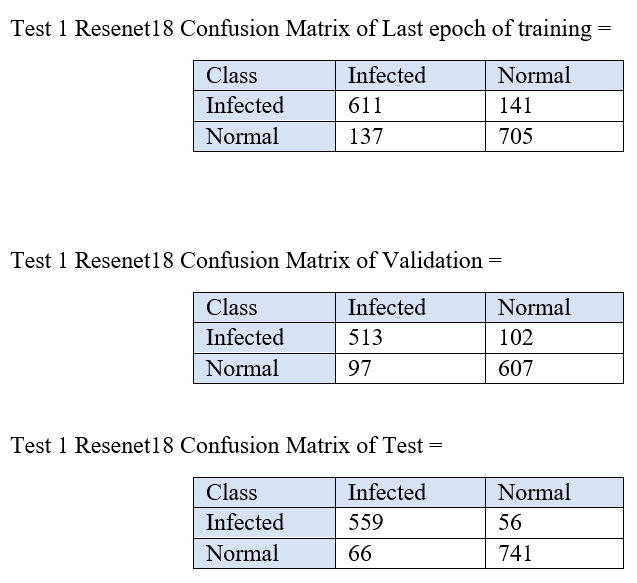 Test 1 Resenet18 Confusion Matrix of Last epoch of training =
Class Infected Normal
Infected 611 141
Normal 137 705
Test 1 Resenet18 Confusion Matrix of Validation =
Class Infected Normal
Infected 513 102
Normal 97 607
Test 1 Resenet18 Confusion Matrix of Test =
Class Infected Normal
Infected 559 56
Normal 66 741